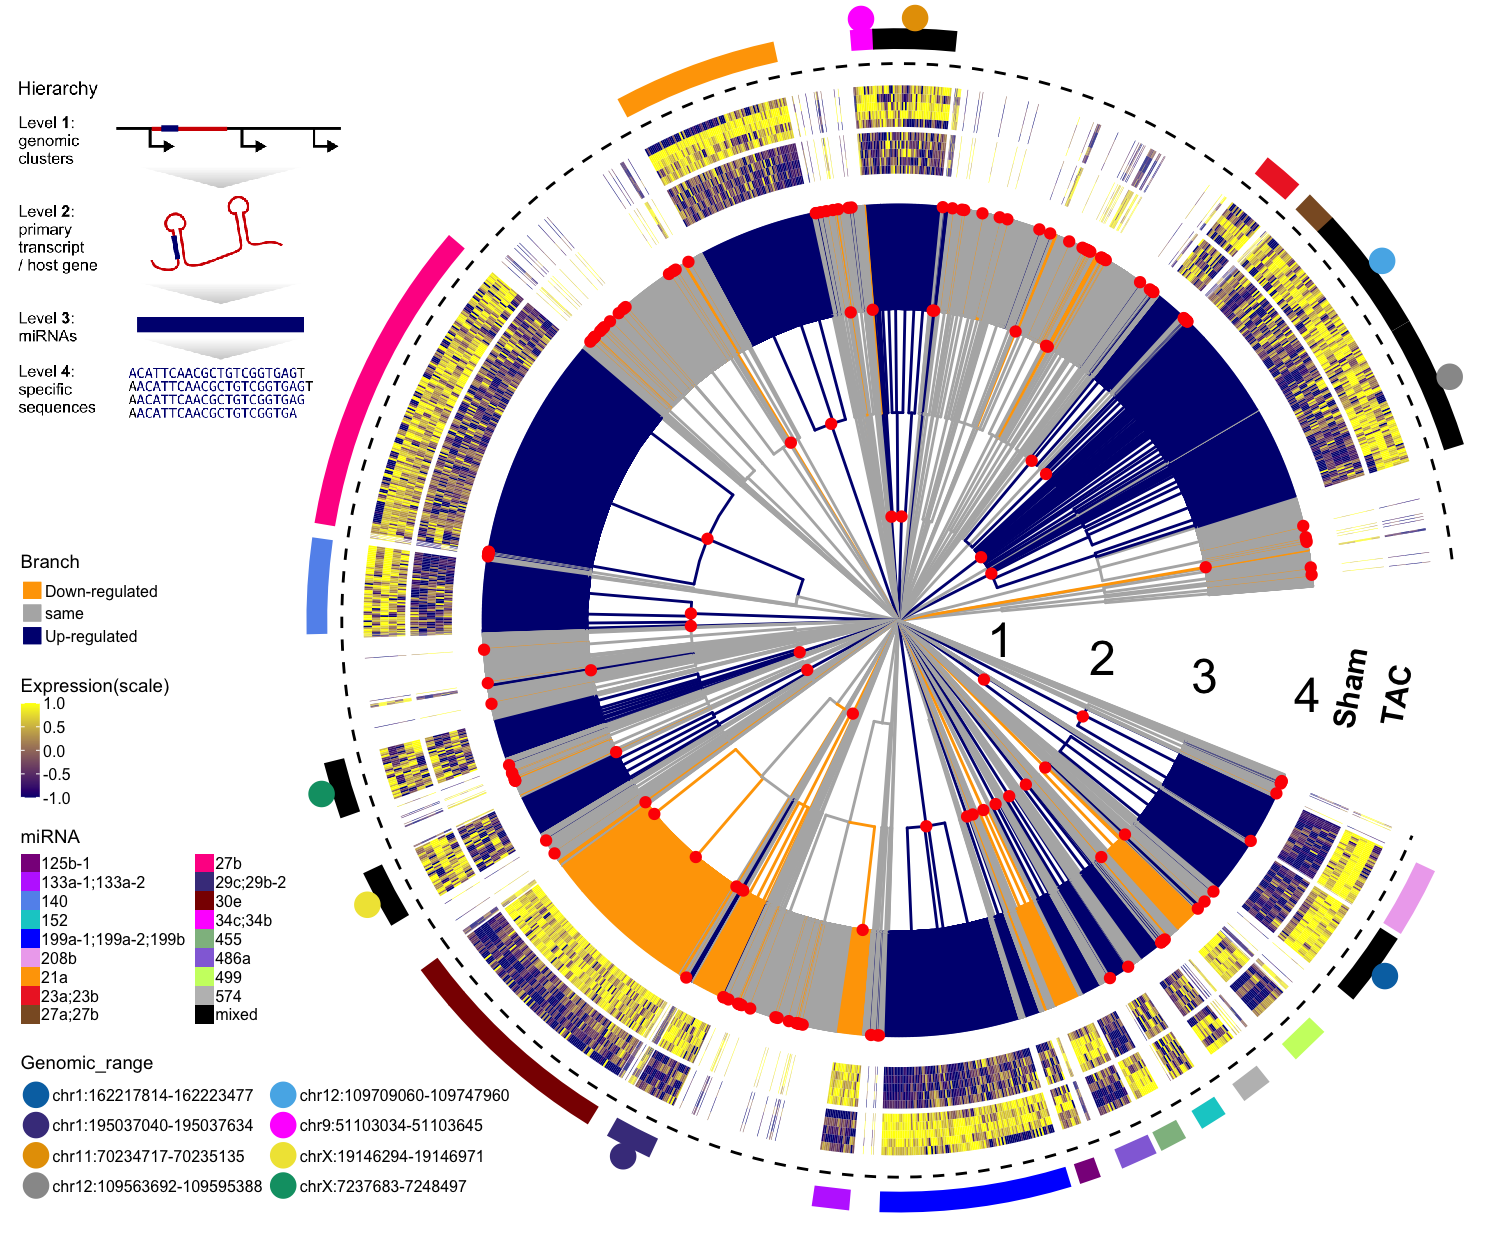 Hierarchy
Level 1:
genomic
clusters
Level 2:
primary
transcript
/ host gene
Level 3:
miRNAs
Level 4:
specific
sequences
ACATTCAACGCTGTCGGTGAGT
AACATTCAACGCTGTCGGTGAGT
AACATTCAACGCTGTCGGTGAG
AACATTCAACGCTGTCGGTGA
Branch
Down-regulated
same
Up-regulated
Expression(scale)
1.0
0.5
0.0
-0.5
-1.0
miRNA
125b-1
133a-1;133a-2
140
152
199a-1;199a-2;199b
208b
21a
23a;23b
27a;27b
27b
29c;29b-2
30e
34c;34b
455
486a
499
574
mixed
Genomic_range
chr1:162217814-162223477
chr1:195037040-195037634
chr11:70234717-70235135
chr12:109563692-109595388
chr12:109709060-109747960
chr9:51103034-51103645
chrX:19146294-19146971
chrX:7237683-7248497
1
2
3
4
Sham
TAC